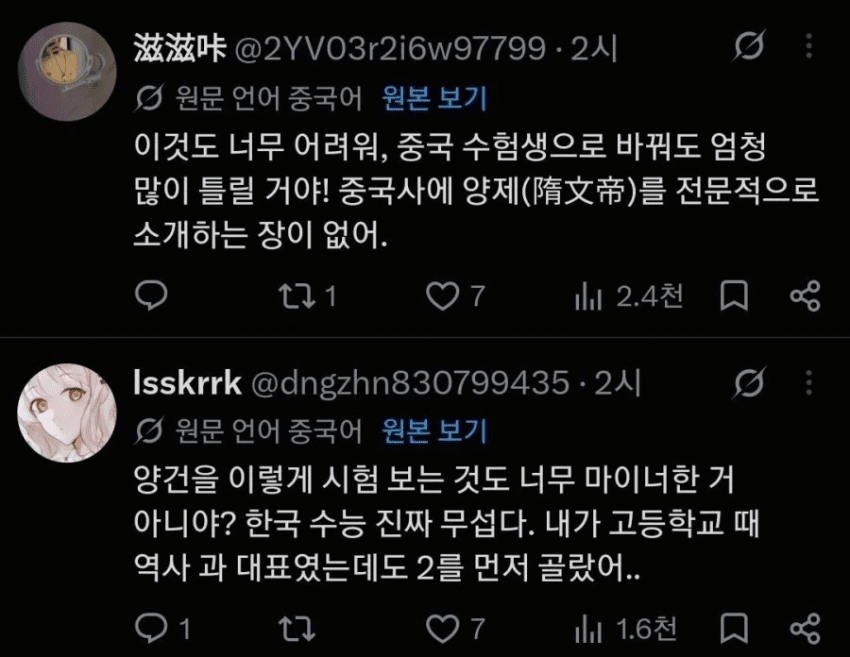 滋滋咔 @2YV03r2i6w97799 · 2시
원문 언어 중국어 원본 보기
이것도 너무 어려워, 중국 수험생으로 바꿔도 엄청
많이 틀릴 거야! 중국사에 양제(隋文帝)를 전문적으로
소개하는 장이 없어.
1 7 2.4천
lsskrrk @dngzhn830799435 · 2시
원문 언어 중국어 원본 보기
양건을 이렇게 시험 보는 것도 너무 마이너한 거
아니야? 한국 수능 진짜 무섭다. 내가 고등학교 때
역사 과 대표였는데도 2를 먼저 골랐어..
1 7 1.6천